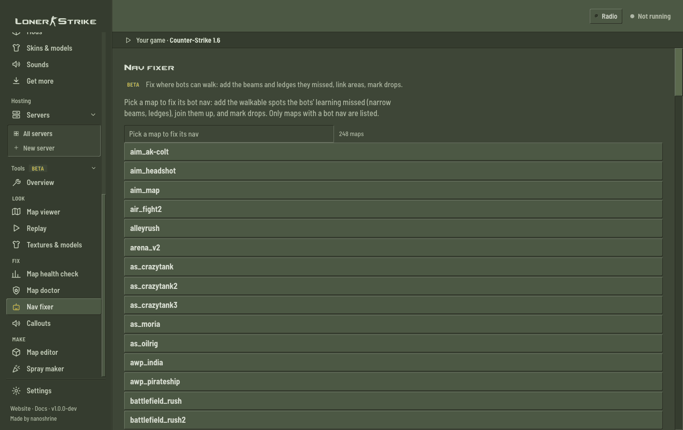 LONER STRIKE
Skins & models
Sounds
Get more
Hosting
Servers
All servers
New server
Tools BETA
Overview
LOOK
Map viewer
Replay
Textures & models
FIX
Map health check
Map doctor
Nav fixer
Callouts
MAKE
Map editor
Spray maker
Settings
Website · Docs · v1.0.0-dev
Made by nanoshrine
Radio
Not running
Your game · Counter-Strike 1.6
NAV FIXER
BETA Fix where bots can walk: add the beams and ledges they missed, link areas, mark drops.
Pick a map to fix its bot nav: add the walkable spots the bots' learning missed (narrow
beams, ledges), join them up, and mark drops. Only maps with a bot nav are listed.
Pick a map to fix its nav
248 maps
aim_ak-colt
aim_headshot
aim_map
air_fight2
alleyrush
arena_v2
as_crazytank
as_crazytank2
as_crazytank3
as_moria
as_oilrig
awp_india
awp_pirateship
battlefield_rush
battlefield_rush2